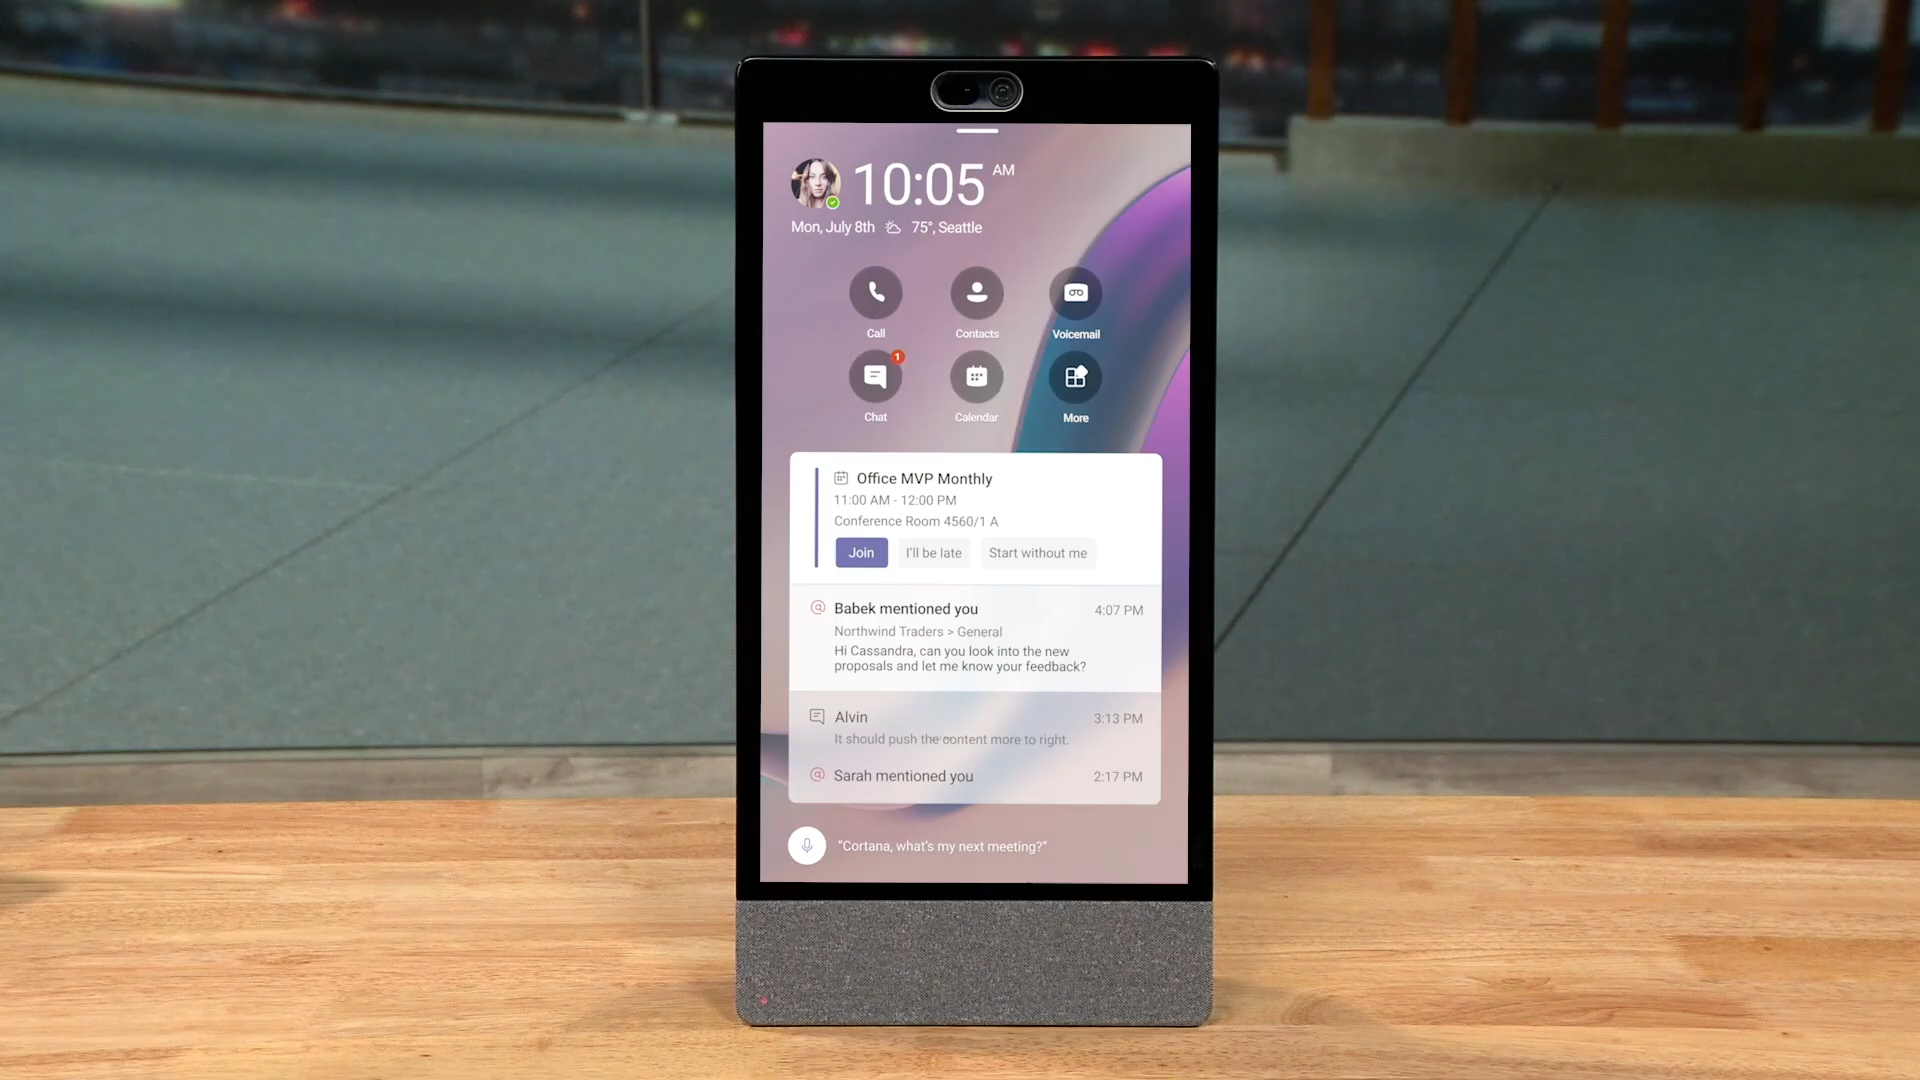 10:05 AM
Mon, July 8th 75°, Seattle
Call
Contacts
Voicemail
1
Chat
Calendar
More
Office MVP Monthly
11:00 AM - 12:00 PM
Conference Room 4560/1 A
Join
I'll be late
Start without me
@ Babek mentioned you 4:07 PM
Northwind Traders > General
Hi Cassandra, can you look into the new
proposals and let me know your feedback?
Alvin 3:13 PM
It should push the content more to right.
@ Sarah mentioned you 2:17 PM
"Cortana, what's my next meeting?"